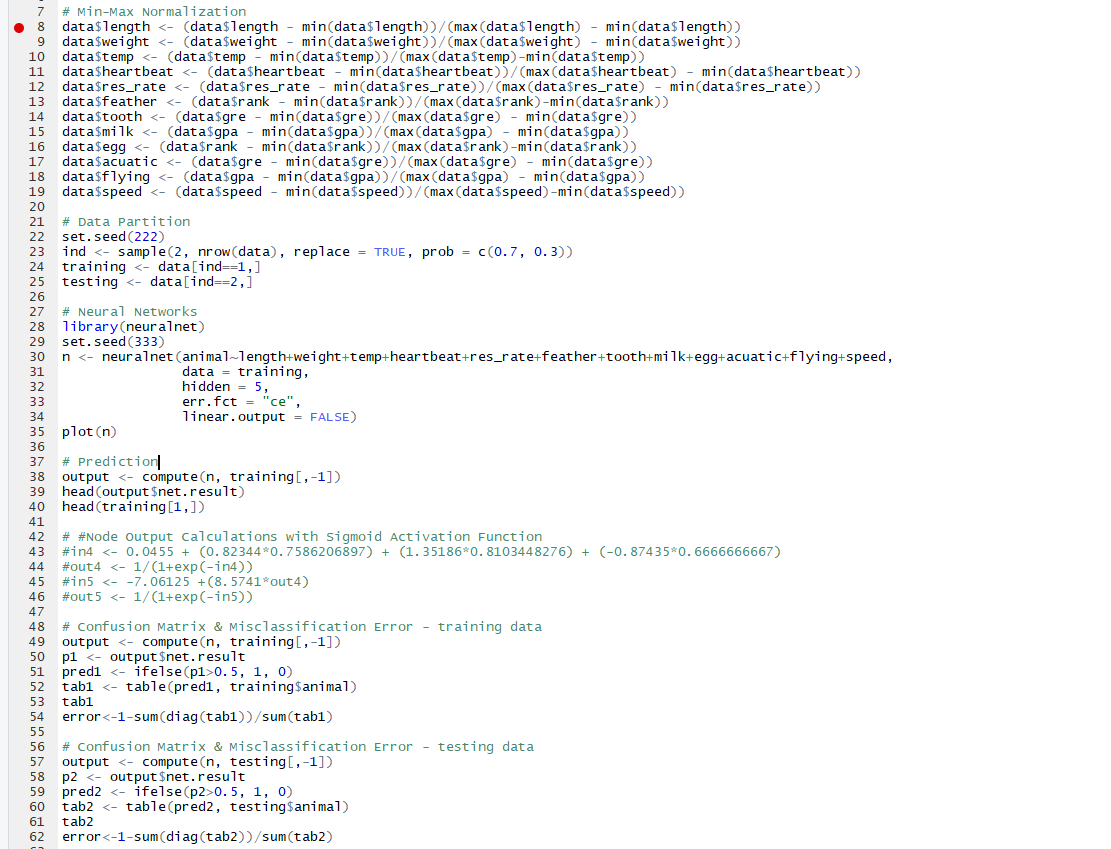 7 # Min-Max Normalization
8 data$length <- (data$length - min(data$length))/(max(data$length) - min(data$length))
9 data$weight <- (data$weight - min(data$weight))/(max(data$weight) - min(data$weight))
10 data$temp <- (data$temp - min(data$temp))/(max(data$temp)-min(data$temp))
11 data$heartbeat <- (data$heartbeat - min(data$heartbeat))/(max(data$heartbeat) - min(data$heartbeat))
12 data$res_rate <- (data$res_rate - min(data$res_rate))/(max(data$res_rate) - min(data$res_rate))
13 data$feather <- (data$rank - min(data$rank))/(max(data$rank)-min(data$rank))
14 data$tooth <- (data$gre - min(data$gre))/(max(data$gre) - min(data$gre))
15 data$milk <- (data$gpa - min(data$gpa))/(max(data$gpa) - min(data$gpa))
16 data$egg <- (data$rank - min(data$rank))/(max(data$rank)-min(data$rank))
17 data$acuatic <- (data$gre - min(data$gre))/(max(data$gre) - min(data$gre))
18 data$flying <- (data$gpa - min(data$gpa))/(max(data$gpa) - min(data$gpa))
19 data$speed <- (data$speed - min(data$speed))/(max(data$speed)-min(data$speed))
20
21 # Data Partition
22 set.seed(222)
23 ind <- sample(2, nrow(data), replace = TRUE, prob = c(0.7, 0.3))
24 training <- data[ind==1,]
25 testing <- data[ind==2,]
26
27 # Neural Networks
28 library(neuralnet)
29 set.seed(333)
30 n <- neuralnet(animal~length+weight+temp+heartbeat+res_rate+feather+tooth+milk+egg+acuatic+flying+speed,
31 data = training,
32 hidden = 5,
33 err.fct = "ce",
34 linear.output = FALSE)
35 plot(n)
36
37 # Prediction
38 output <- compute(n, training[,-1])
39 head(output$net.result)
40 head(training[1,])
41
42 # #Node Output Calculations with Sigmoid Activation Function
43 #in4 <- 0.0455 + (0.82344*0.7586206897) + (1.35186*0.8103448276) + (-0.87435*0.6666666667)
44 #out4 <- 1/(1+exp(-in4))
45 #in5 <- -7.06125 +(8.5741*out4)
46 #out5 <- 1/(1+exp(-in5))
47
48 # Confusion Matrix & Misclassification Error - training data
49 output <- compute(n, training[,-1])
50 p1 <- output$net.result
51 pred1 <- ifelse(p1>0.5, 1, 0)
52 tab1 <- table(pred1, training$animal)
53 tab1
54 error<-1-sum(diag(tab1))/sum(tab1)
55
56 # Confusion Matrix & Misclassification Error - testing data
57 output <- compute(n, testing[,-1])
58 p2 <- output$net.result
59 pred2 <- ifelse(p2>0.5, 1, 0)
60 tab2 <- table(pred2, testing$animal)
61 tab2
62 error<-1-sum(diag(tab2))/sum(tab2)